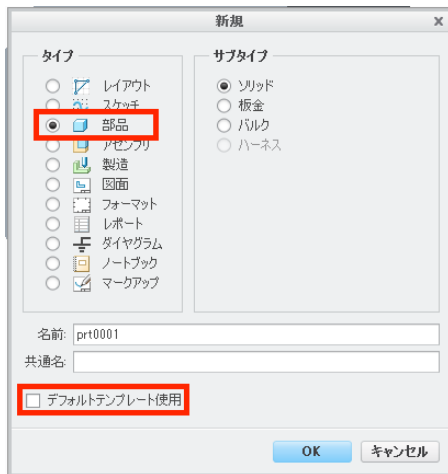 新規
x
タイプ
レイアウト
スケッチ
部品
アセンブリ
製造
図面
フォーマット
レポート
ダイヤグラム
ノートブック
マークアップ
サブタイプ
ソリッド
板金
バルク
ハーネス
名前: prt0001
共通名:
デフォルトテンプレート使用
OK キャンセル